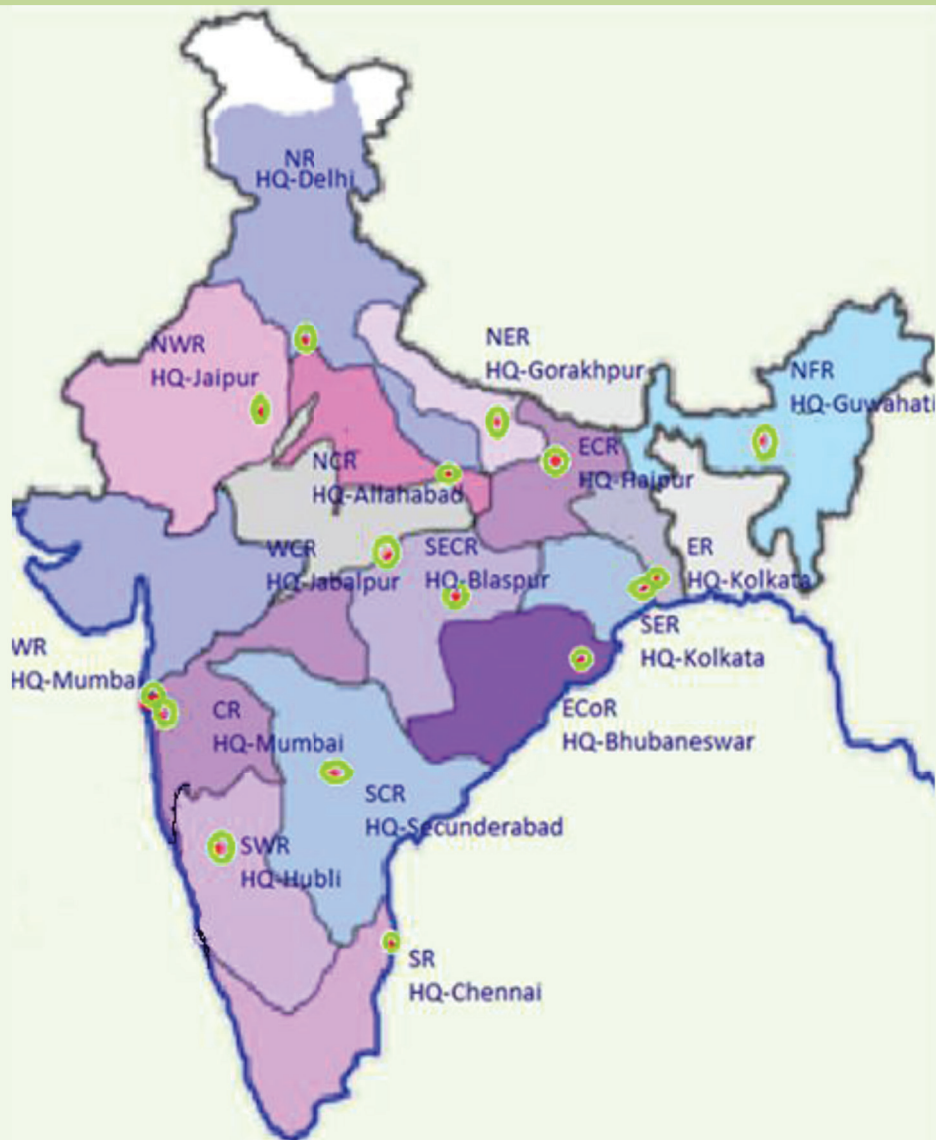 NR
HQ-Delhi
NWR
HQ-Jaipur
NER
HQ-Gorakhpur
NFR
HQ-Guwahati
NCR
HQ-Allahabad
ECR
HQ-Hajpur
WCR
HQ-Jabalpur
SECR
HQ-Blaspur
ER
HQ-Kolkata
SER
HQ-Kolkata
WR
HQ-Mumbai
CR
HQ-Mumbai
ECoR
HQ-Bhubaneswar
SCR
HQ-Secunderabad
SWR
HQ-Hubli
SR
HQ-Chennai